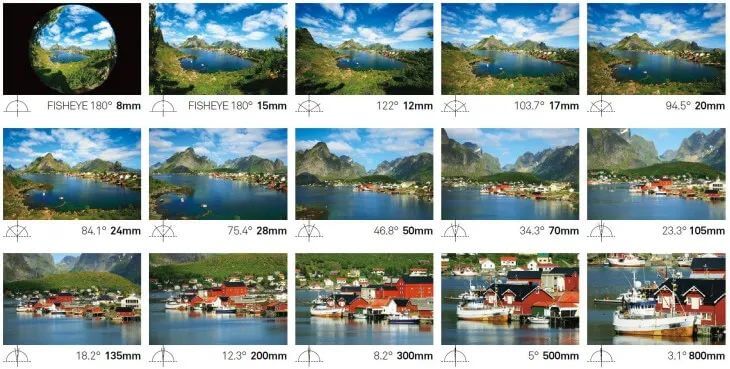 FISHEYE 180° 8mm
FISHEYE 180° 15mm
122° 12mm
103.7° 17mm
94.5° 20mm
84.1° 24mm
75.4° 28mm
46.8° 50mm
34.3° 70mm
23.3° 105mm
18.2° 135mm
12.3° 200mm
8.2° 300mm
5° 500mm
3.1° 800mm